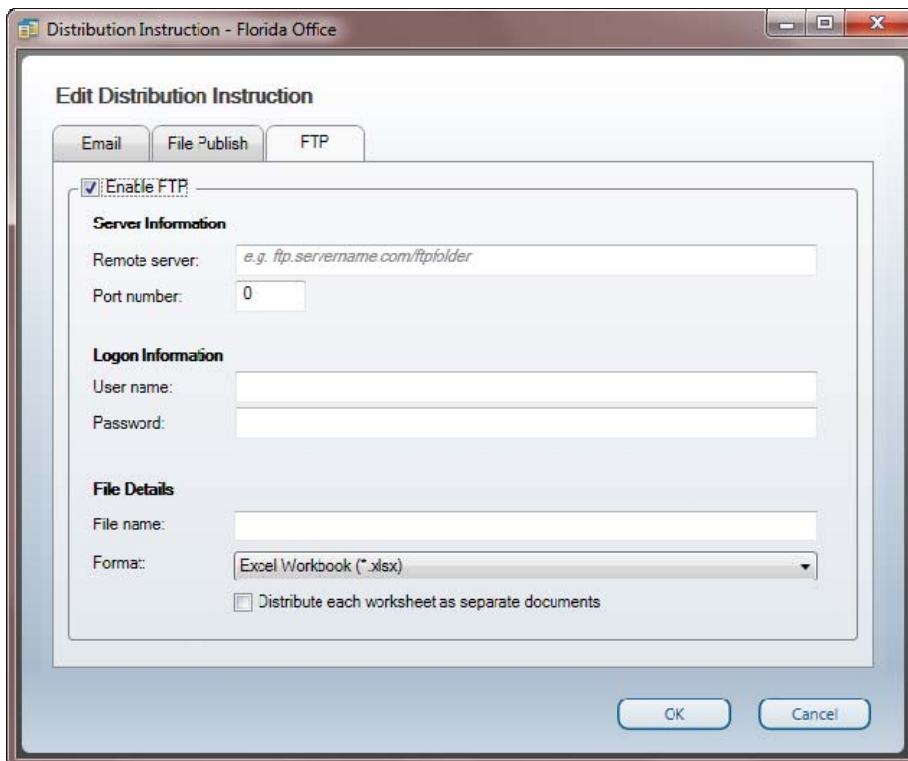 Distribution Instruction - Florida Office
Edit Distribution Instruction
Email File Publish FTP
Enable FTP
Server Information
Remote server: e.g. ftp.servername.com/ftpfolder
Port number: 0
Logon Information
User name:
Password:
File Details
File name:
Format: Excel Workbook (*.xlsx)
Distribute each worksheet as separate documents
OK Cancel